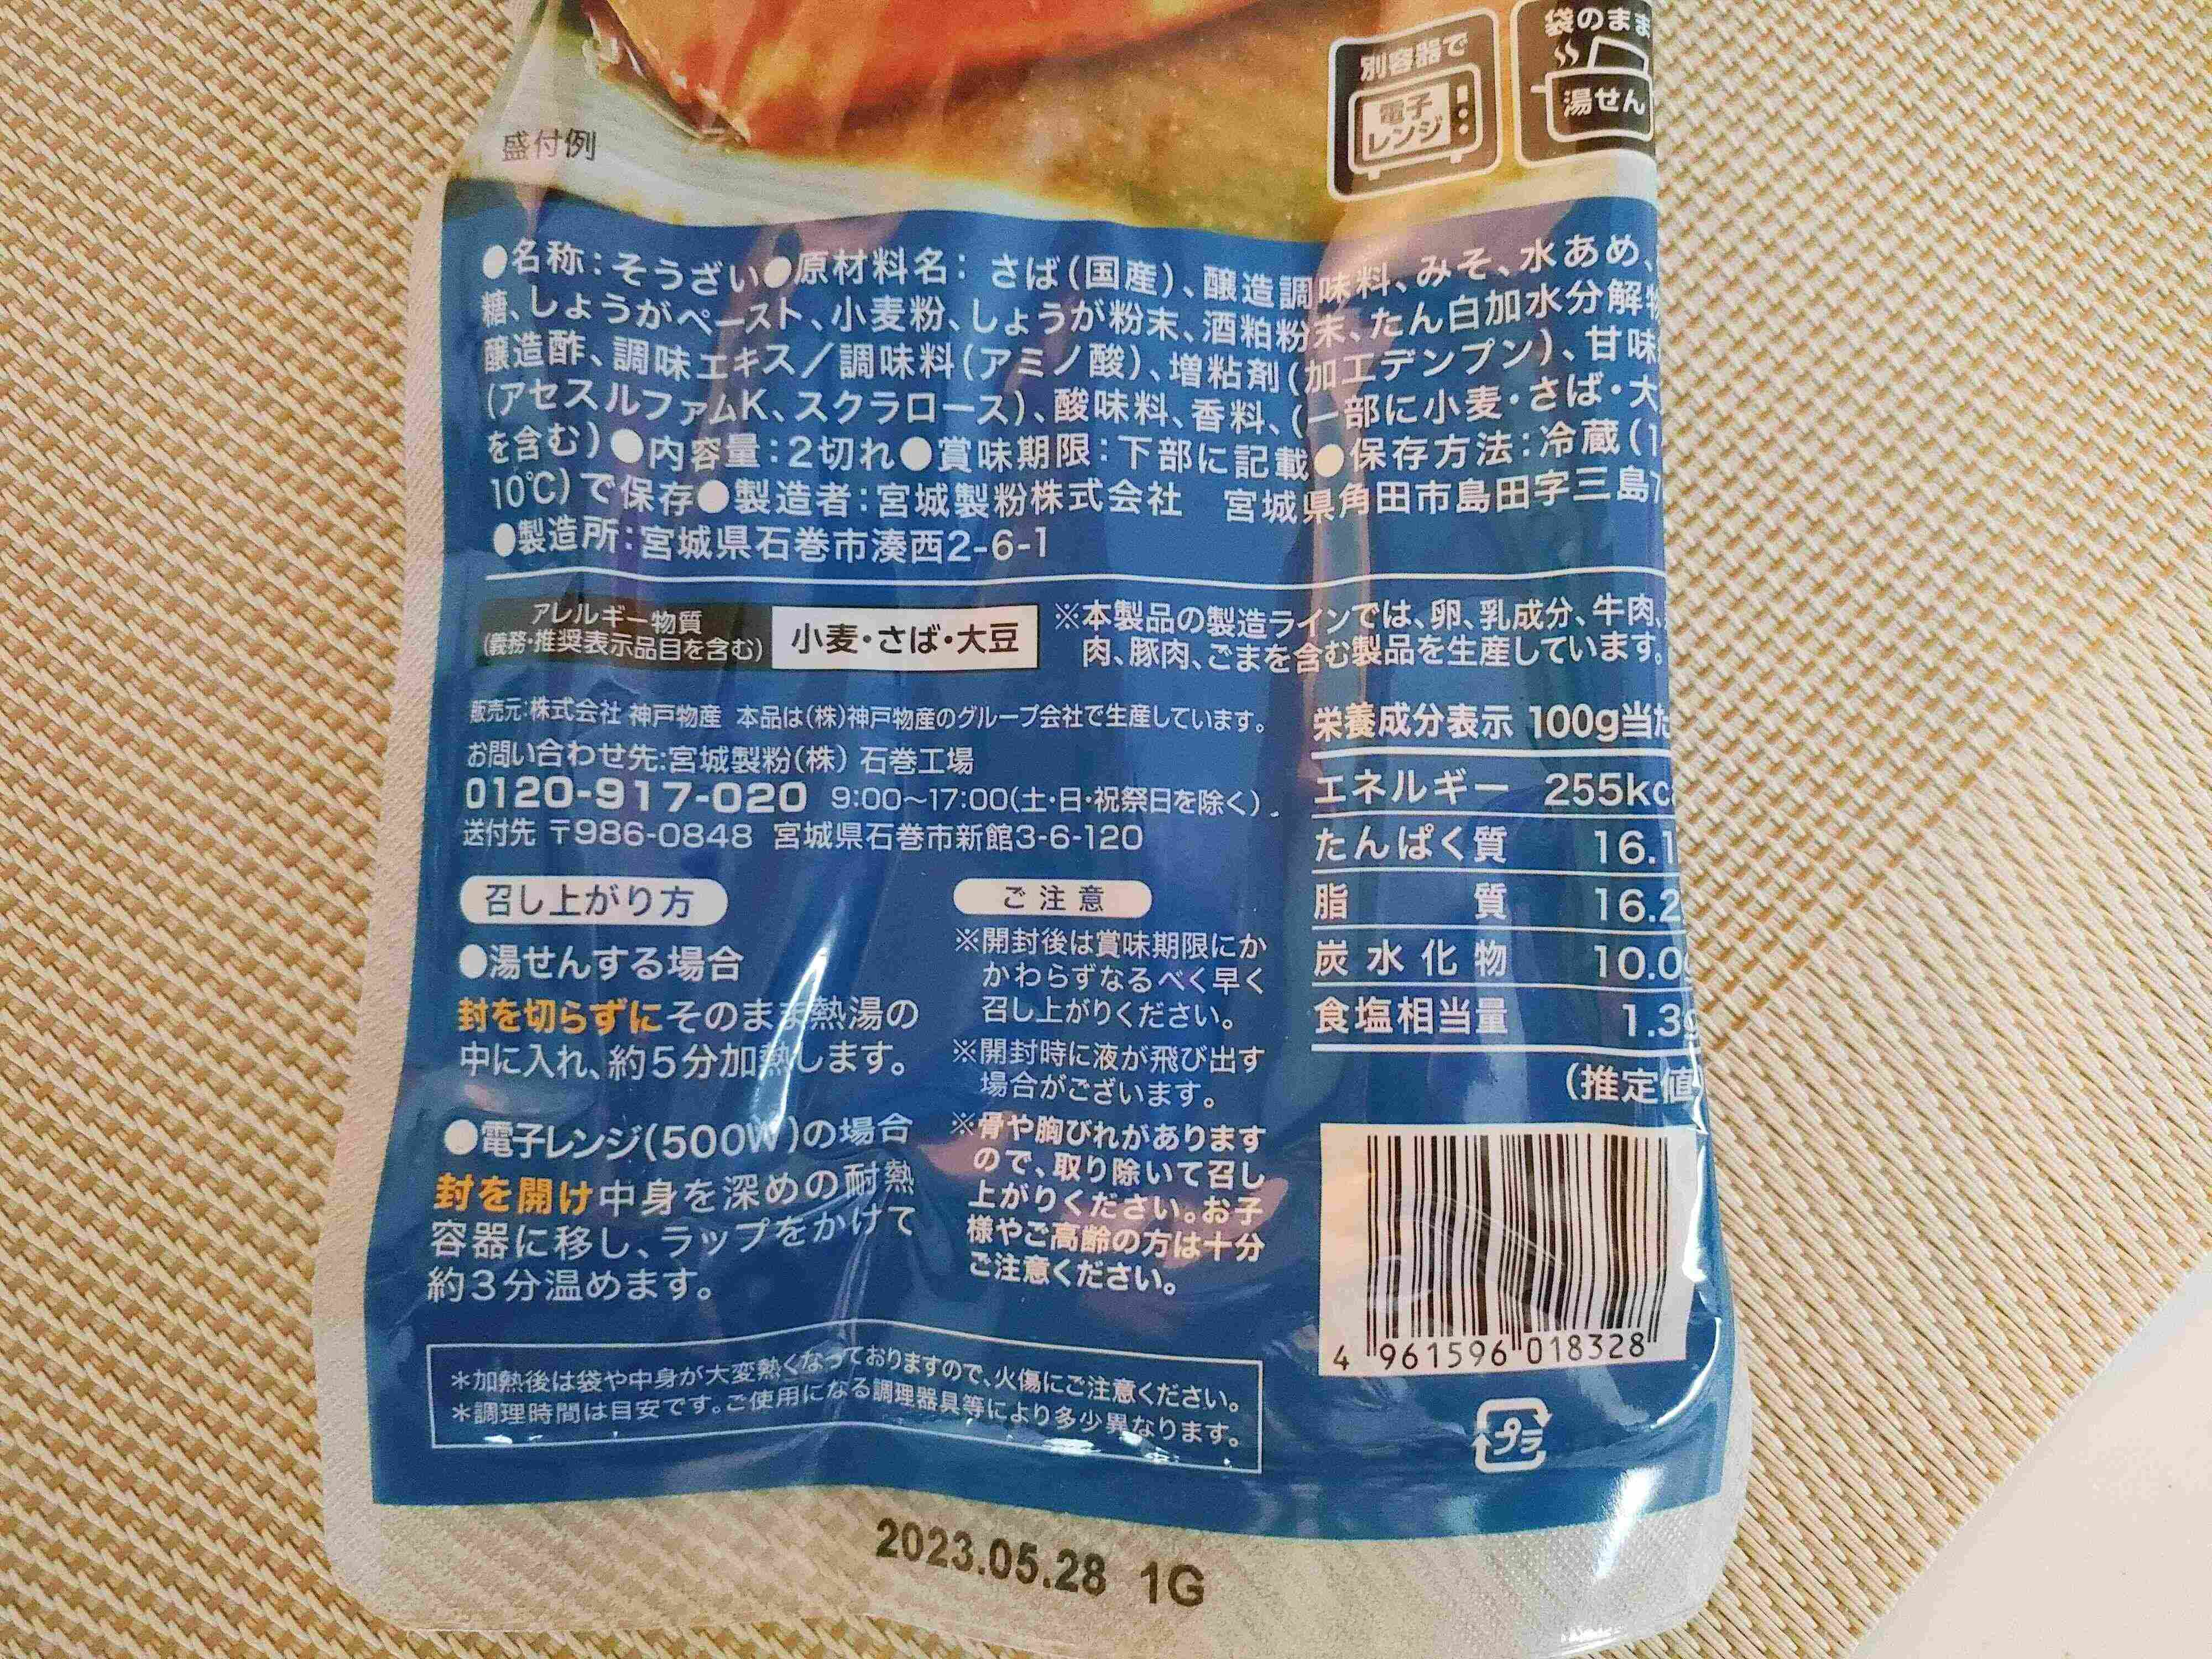 別容器で
電子
レンジ
袋のまま
湯せん
盛付例
●名称：そうざい●原材料名：さば（国産）、醸造調味料、みそ、水あめ、
糖、しょうがペースト、小麦粉、しょうが粉末、酒粕粉末、たん白加水分解物
醸造酢、調味エキス／調味料（アミノ酸）、増粘剤（加工デンプン）、甘味
（アセスルファムK、スクラロース）、酸味料、香料、（一部に小麦・さば・大
を含む）●内容量：2切れ●賞味期限：下部に記載●保存方法：冷蔵（1
10℃）で保存●製造者：宮城製粉株式会社　宮城県角田市島田字三島7
●製造所：宮城県石巻市湊西2-6-1
アレルギー物質
（義務・推奨表示品目を含む）
小麦・さば・大豆
※本製品の製造ラインでは、卵、乳成分、牛肉、
肉、豚肉、ごまを含む製品を生産しています。
販売元：株式会社 神戸物産 本品は（株）神戸物産のグループ会社で生産しています。
お問い合わせ先：宮城製粉（株） 石巻工場
0120-917-020 9:00～17:00（土・日・祝祭日を除く）
送付先 〒986-0848 宮城県石巻市新館3-6-120
召し上がり方
●湯せんする場合
封を切らずにそのまま熱湯の
中に入れ、約5分加熱します。
●電子レンジ（500W）の場合
封を開け中身を深めの耐熱
容器に移し、ラップをかけて
約3分温めます。
ご注意
※開封後は賞味期限にか
かわらずなるべく早く
召し上がりください。
※開封時に液が飛び出す
場合がございます。
※骨や胸びれがあります
ので、取り除いて召し
上がりください。お子
様やご高齢の方は十分
ご注意ください。
栄養成分表示 100g当た
エネルギー 255kc
たんぱく質 16.1
脂質 16.2
炭水化物 10.0g
食塩相当量 1.3g
（推定値
4 961596 018328
プラ
＊加熱後は袋や中身が大変熱くなっておりますので、火傷にご注意ください。
＊調理時間は目安です。ご使用になる調理器具等により多少異なります。
2023.05.28 1G